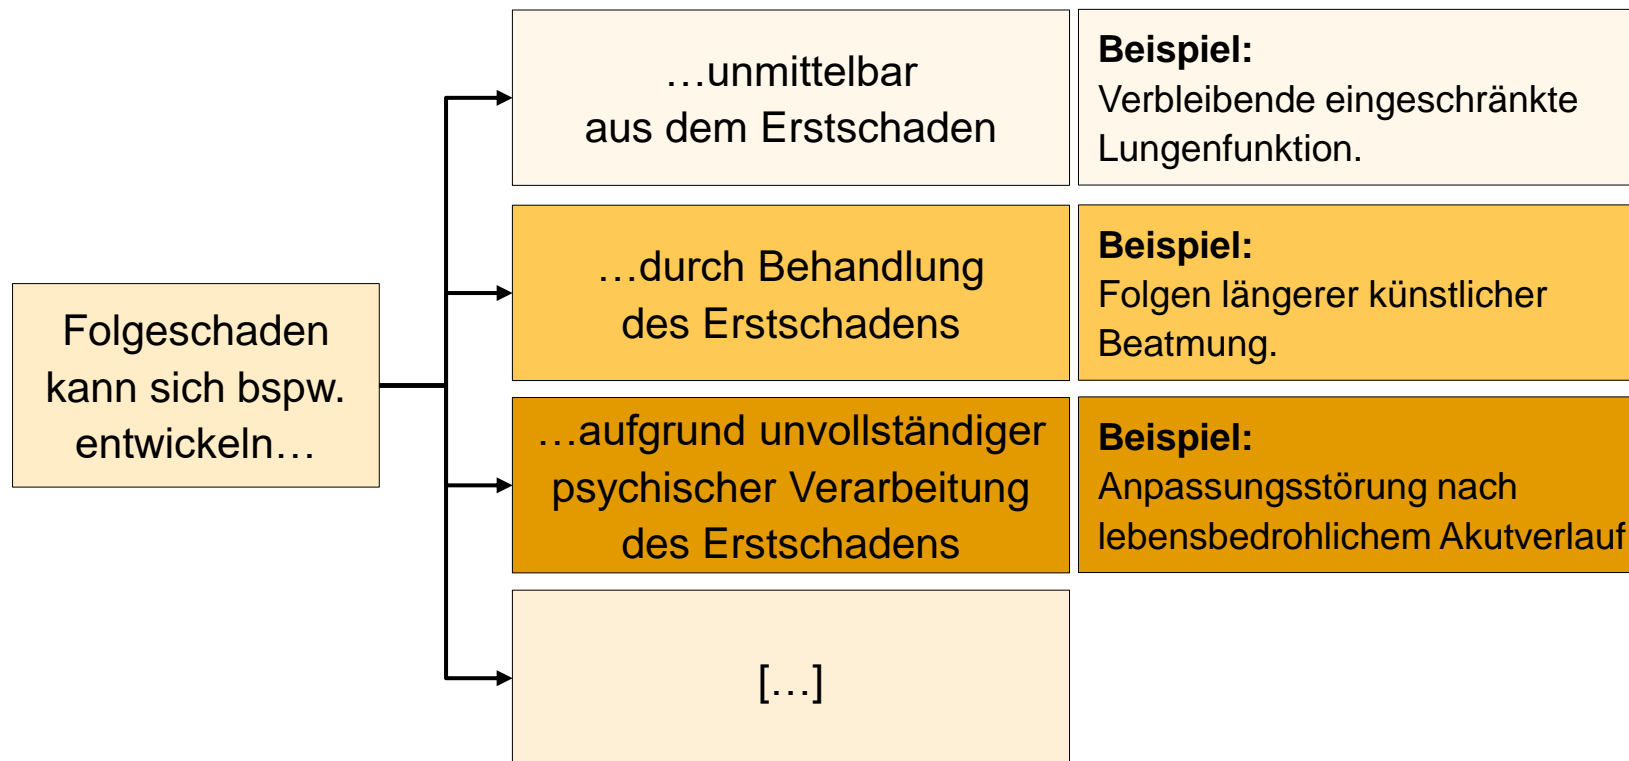 Folgeschaden
kann sich bspw.
entwickeln…
…unmittelbar
aus dem Erstschaden
Beispiel:
Verbleibende eingeschränkte
Lungenfunktion.
…durch Behandlung
des Erstschadens
Beispiel:
Folgen längerer künstlicher
Beatmung.
…aufgrund unvollständiger
psychischer Verarbeitung
des Erstschadens
Beispiel:
Anpassungsstörung nach
lebensbedrohlichem Akutverlauf
[…]